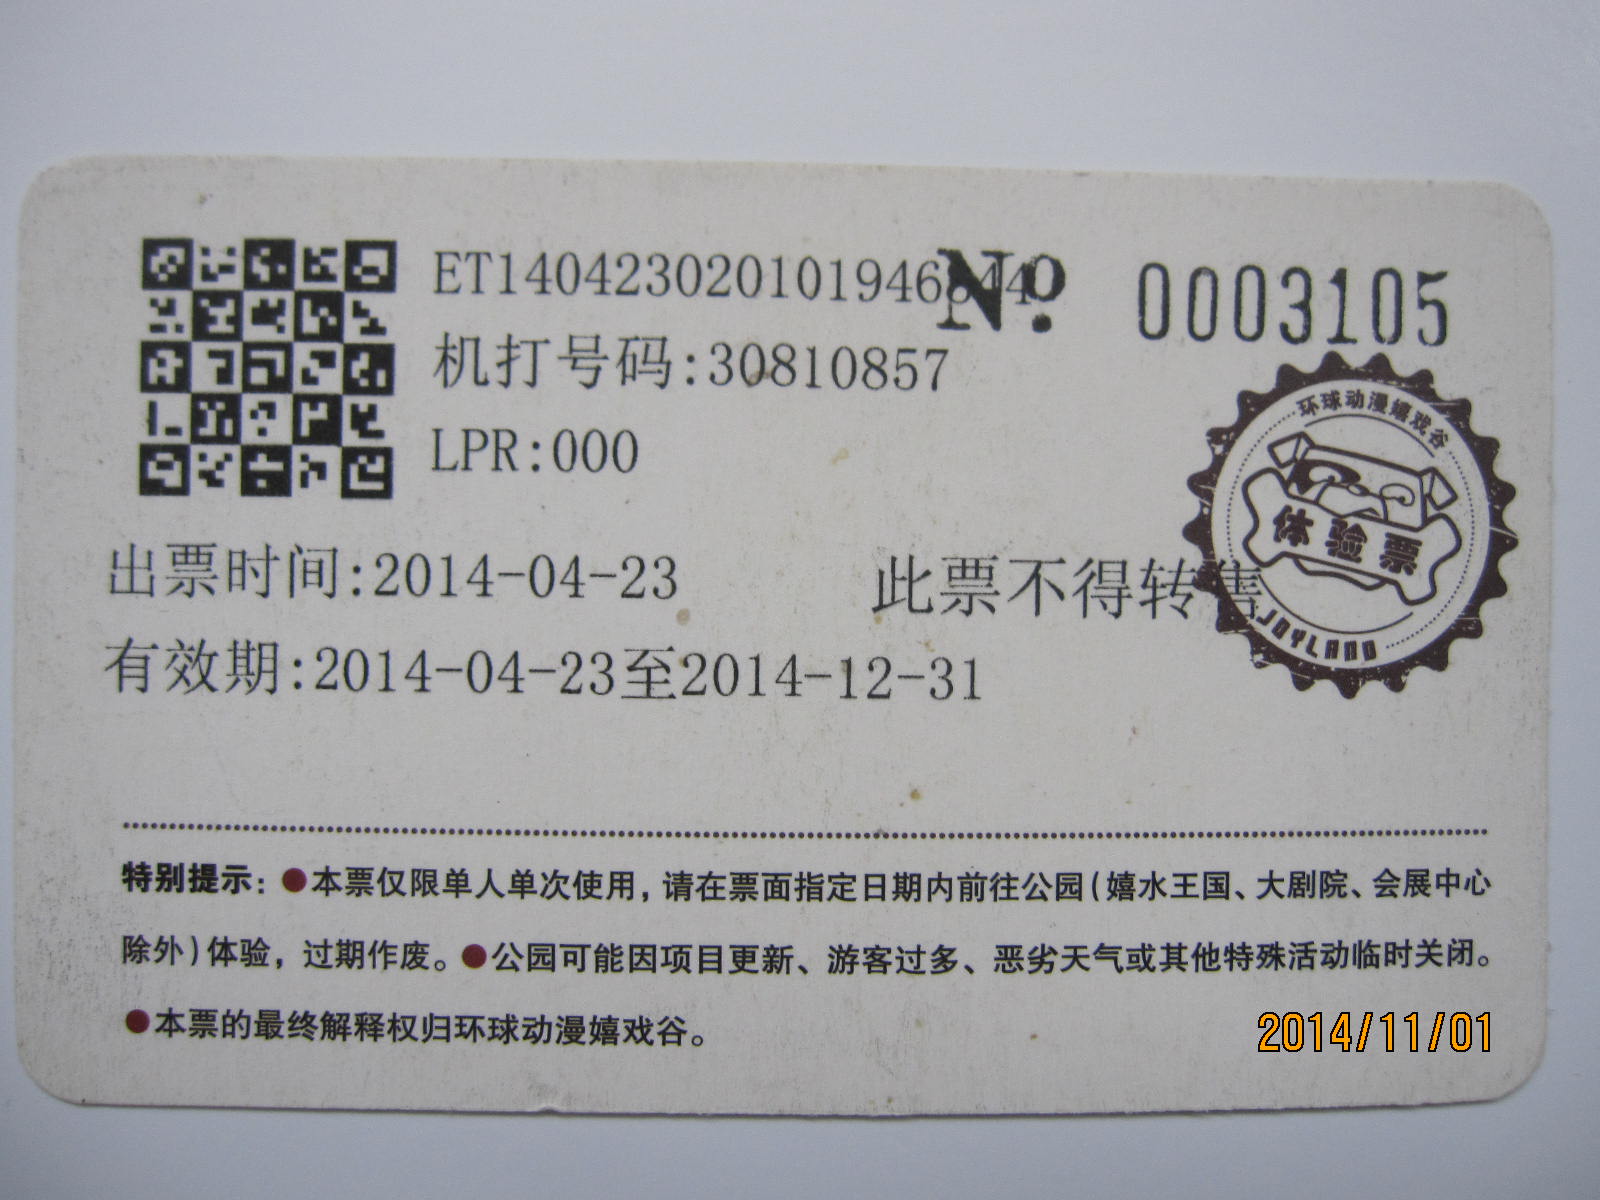 ET140423020101946844
№ 0003105
机打号码:30810857
LPR:000
环球动漫嬉戏谷
体验票
JOYLAND
出票时间:2014-04-23
此票不得转售
有效期:2014-04-23至2014-12-31
特别提示：●本票仅限单人单次使用，请在票面指定日期内前往公园(嬉水王国、大剧院、会展中心
除外)体验，过期作废。●公园可能因项目更新、游客过多、恶劣天气或其他特殊活动临时关闭。
●本票的最终解释权归环球动漫嬉戏谷。
2014/11/01